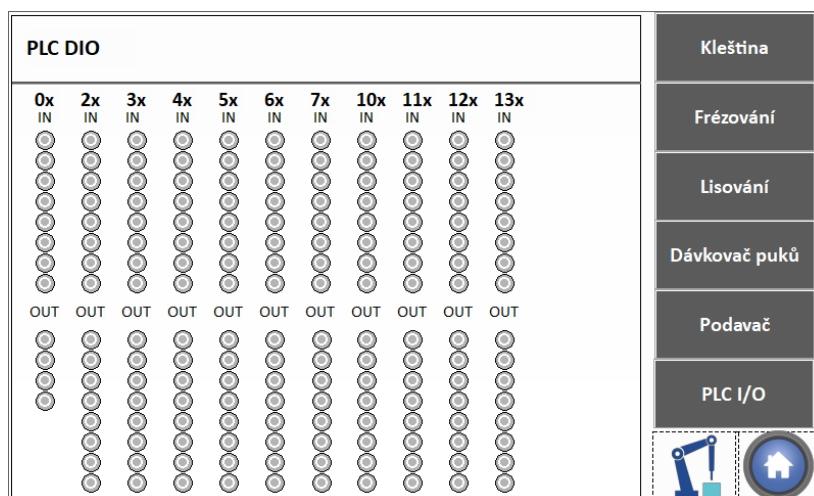 PLC DIO
0x 2x 3x 4x 5x 6x 7x 10x 11x 12x 13x
IN IN IN IN IN IN IN IN IN IN IN
OUT OUT OUT OUT OUT OUT OUT OUT OUT OUT OUT
Kleština
Frézování
Lisování
Dávkovač puků
Podavač
PLC I/O